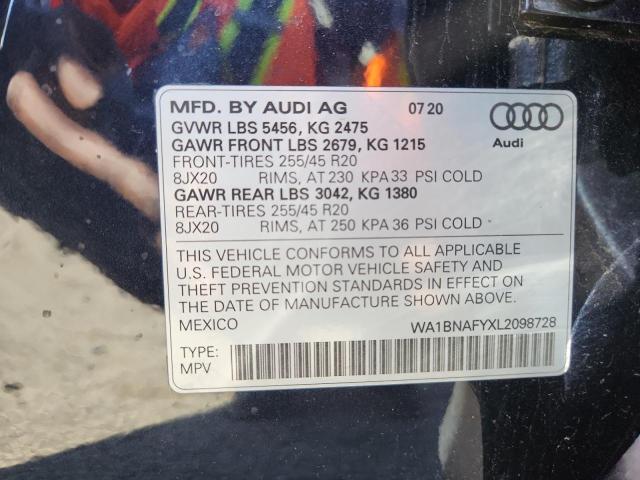 MFD. BY AUDI AG 07 20
GVWR LBS 5456, KG 2475
GAWR FRONT LBS 2679, KG 1215
FRONT-TIRES 255/45 R20
8JX20 RIMS, AT 230 KPA 33 PSI COLD
GAWR REAR LBS 3042, KG 1380
REAR-TIRES 255/45 R20
8JX20 RIMS, AT 250 KPA 36 PSI COLD
Audi
THIS VEHICLE CONFORMS TO ALL APPLICABLE
U.S. FEDERAL MOTOR VEHICLE SAFETY AND
THEFT PREVENTION STANDARDS IN EFFECT ON
THE DATE OF MANUFACTURE SHOWN ABOVE.
MEXICO WA1BNAFYXL2098728
TYPE:
MPV